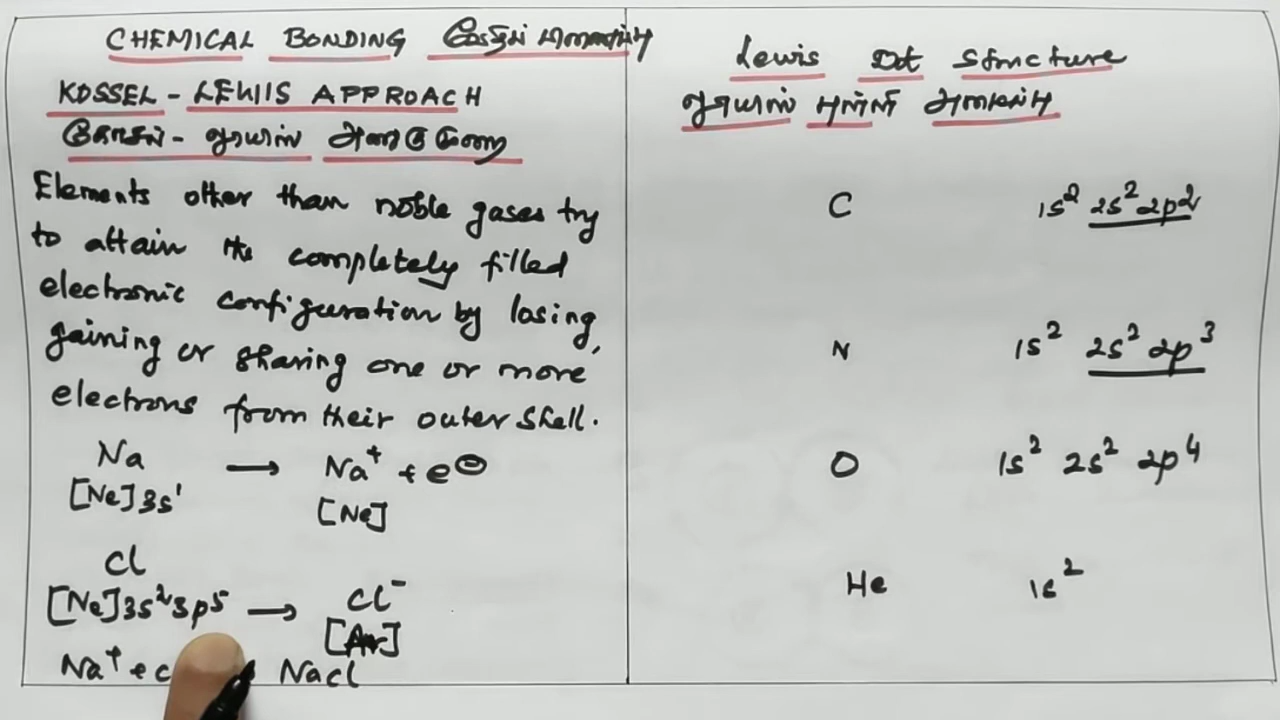 CHEMICAL BONDING வேதிப் பிணைப்பு
KOSSEL - LEWIS APPROACH
கோசல் - லூயிஸ் அணுகுமுறை
Elements other than noble gases try
to attain the completely filled
electronic configuration by losing,
gaining or sharing one or more
electrons from their outer shell.
Na → Na⁺ + e⊖
[Ne]3s¹ [Ne]
Cl
[Ne]3s²3p⁵ → Cl⁻
[Ar]
Na⁺ + c NaCl
Lewis Dot Structure
லூயிஸ் புள்ளி அமைப்பு
C 1s² 2s² 2p²
N 1s² 2s² 2p³
O 1s² 2s² 2p⁴
He 1s²